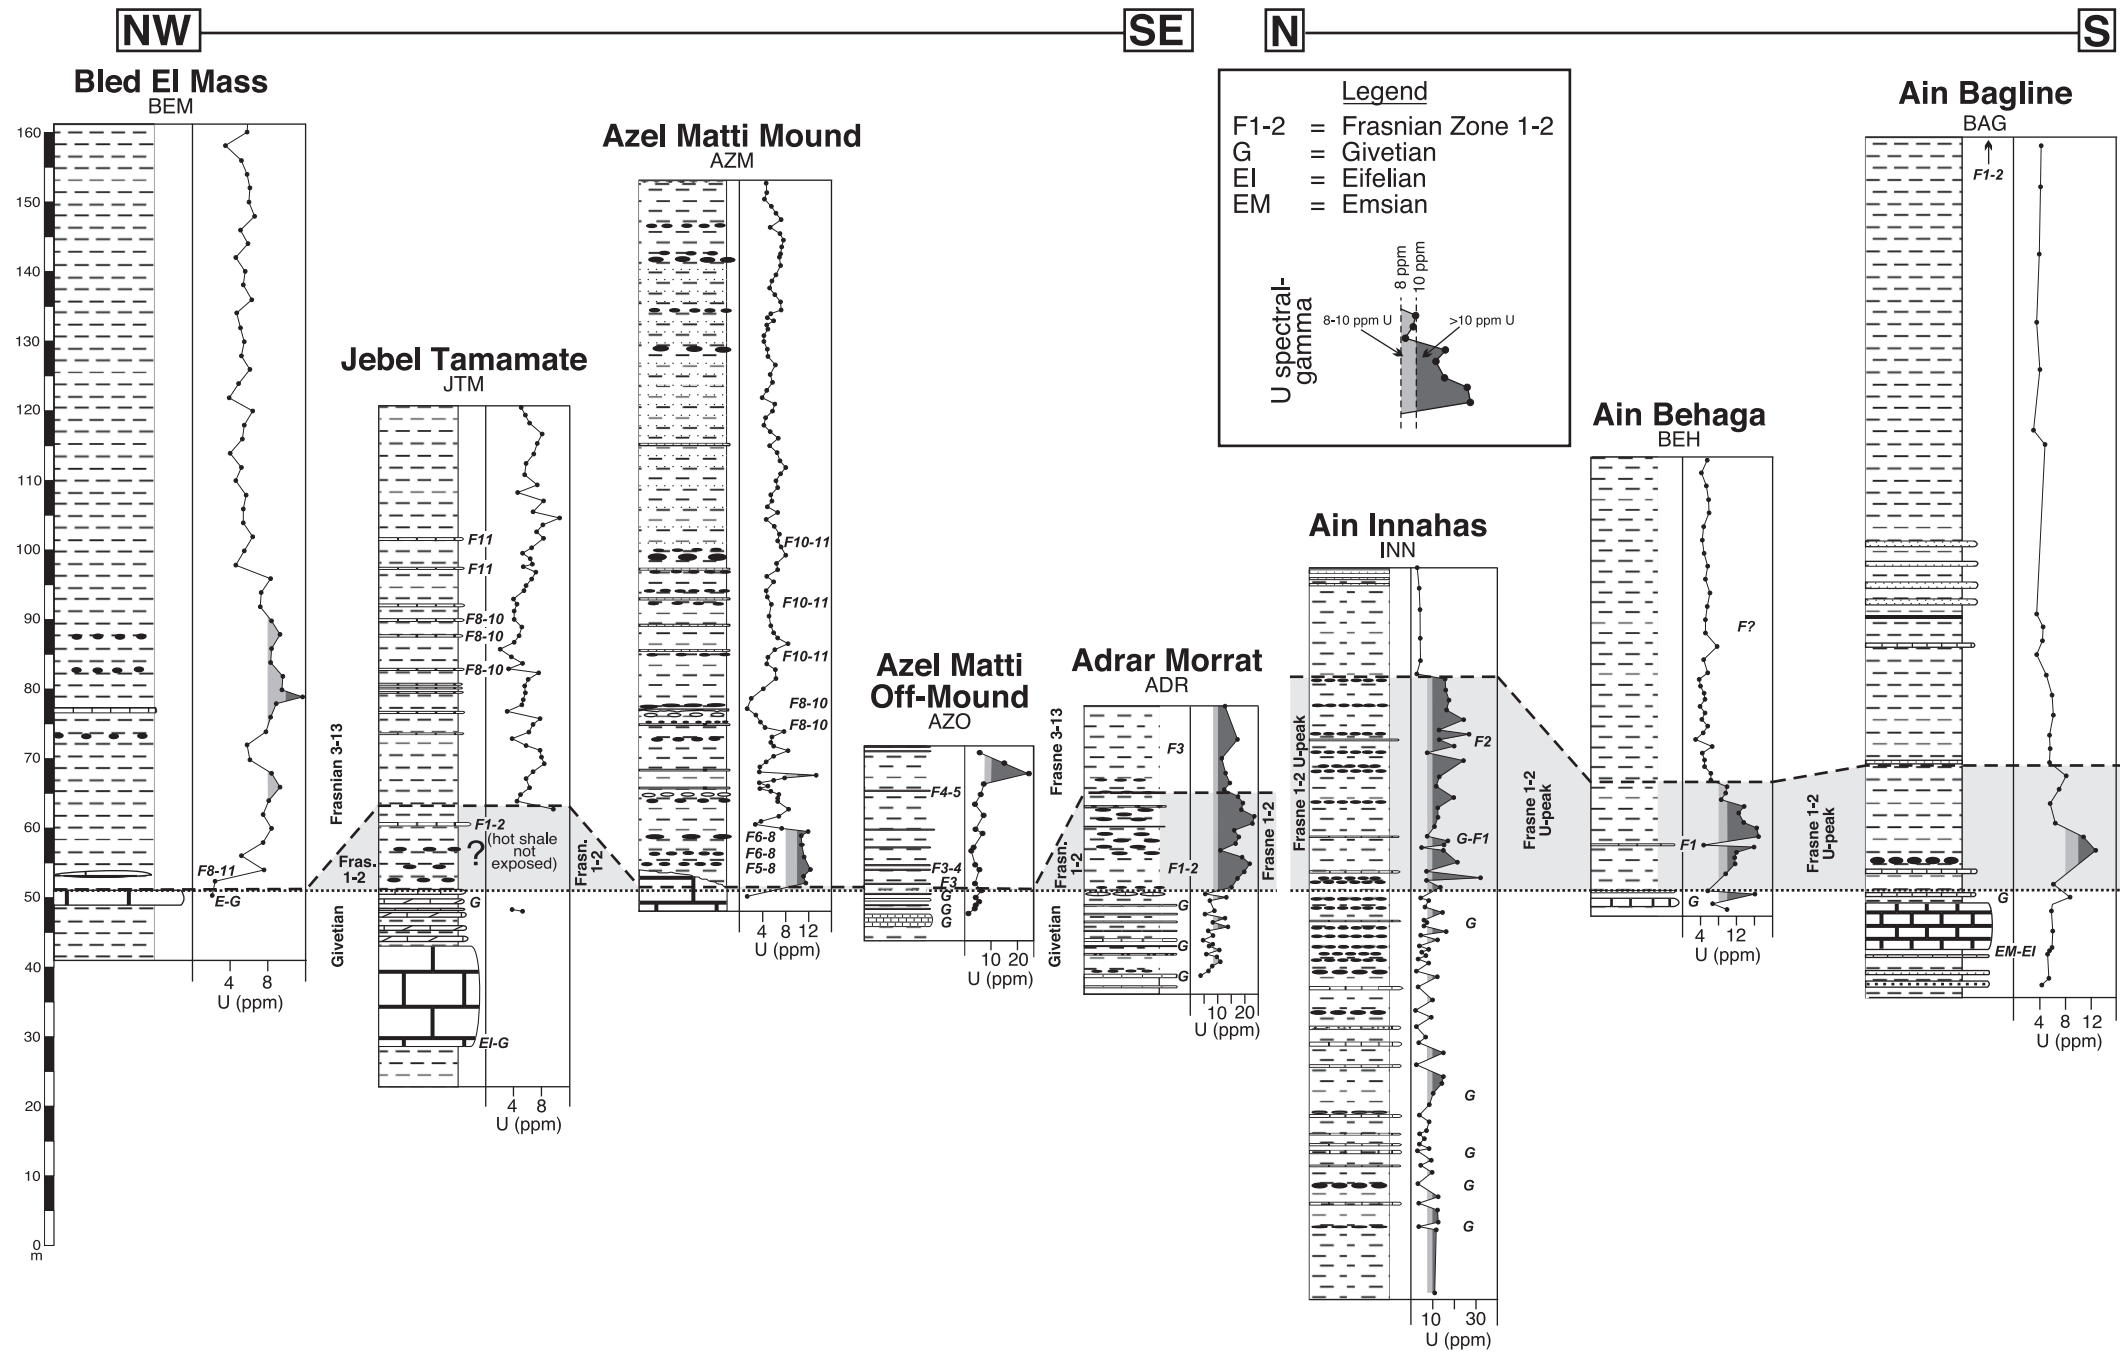 NW
SE
N
S
Bled El Mass
BEM
160
150
140
130
120
110
100
90
80
70
60
50
40
30
20
10
0
m
F8-11
E-G
4 8
U (ppm)
Frasnian 3-13
Fras.
1-2
Givetian
Jebel Tamamate
JTM
F11
F11
F8-10
F8-10
F8-10
F1-2
?
(hot shale
not
exposed)
G
EI-G
4 8
U (ppm)
Frasn.
1-2
Azel Matti Mound
AZM
F10-11
F10-11
F10-11
F8-10
F8-10
F6-8
F6-8
F5-8
4 8 12
U (ppm)
Azel Matti
Off-Mound
AZO
F4-5
F3-4
F3
G
G
G
10 20
U (ppm)
Frasne 3-13
Frasn.
1-2
Givetian
Adrar Morrat
ADR
F3
F1-2
G
G
G
10 20
U (ppm)
Frasne 1-2
Legend
F1-2 = Frasnian Zone 1-2
G = Givetian
EI = Eifelian
EM = Emsian
U spectral-
gamma
8 ppm
10 ppm
8-10 ppm U
>10 ppm U
Frasne 1-2 U-peak
Ain Innahas
INN
F2
G-F1
G
G
G
G
G
10 30
U (ppm)
Frasne 1-2
U-peak
Ain Behaga
BEH
F?
F1
G
4 12
U (ppm)
Frasne 1-2
U-peak
Ain Bagline
BAG
F1-2
G
EM-EI
4 8 12
U (ppm)